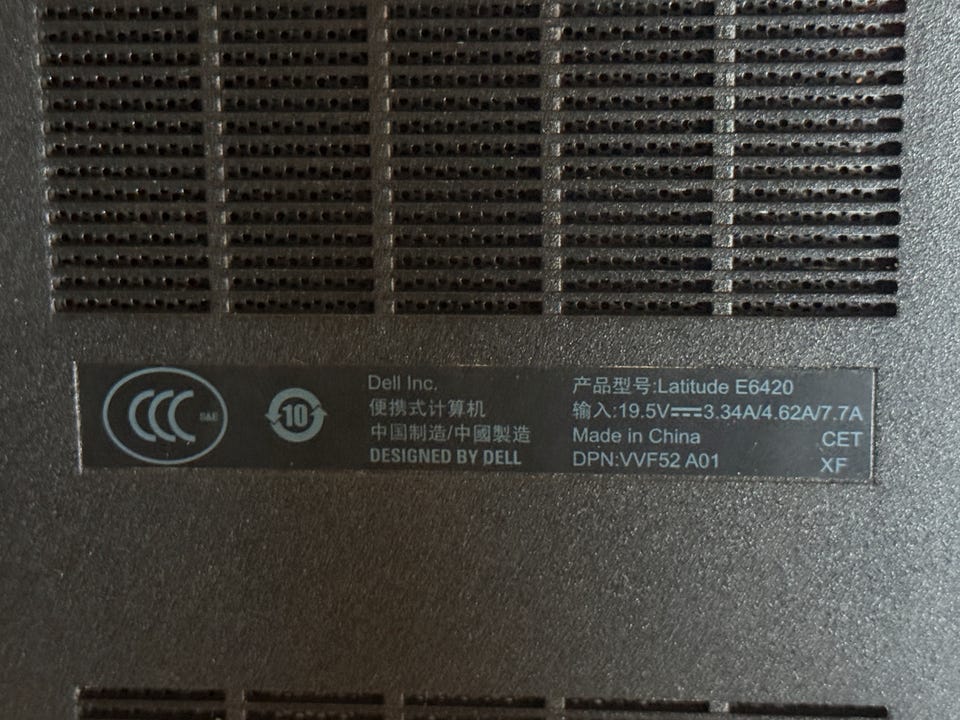 CCC S&E
10
Dell Inc.
便携式计算机
中国制造/中國製造
DESIGNED BY DELL
产品型号:Latitude E6420
输入:19.5V⎓3.34A/4.62A/7.7A
Made in China
CET
DPN:VVF52 A01
XF